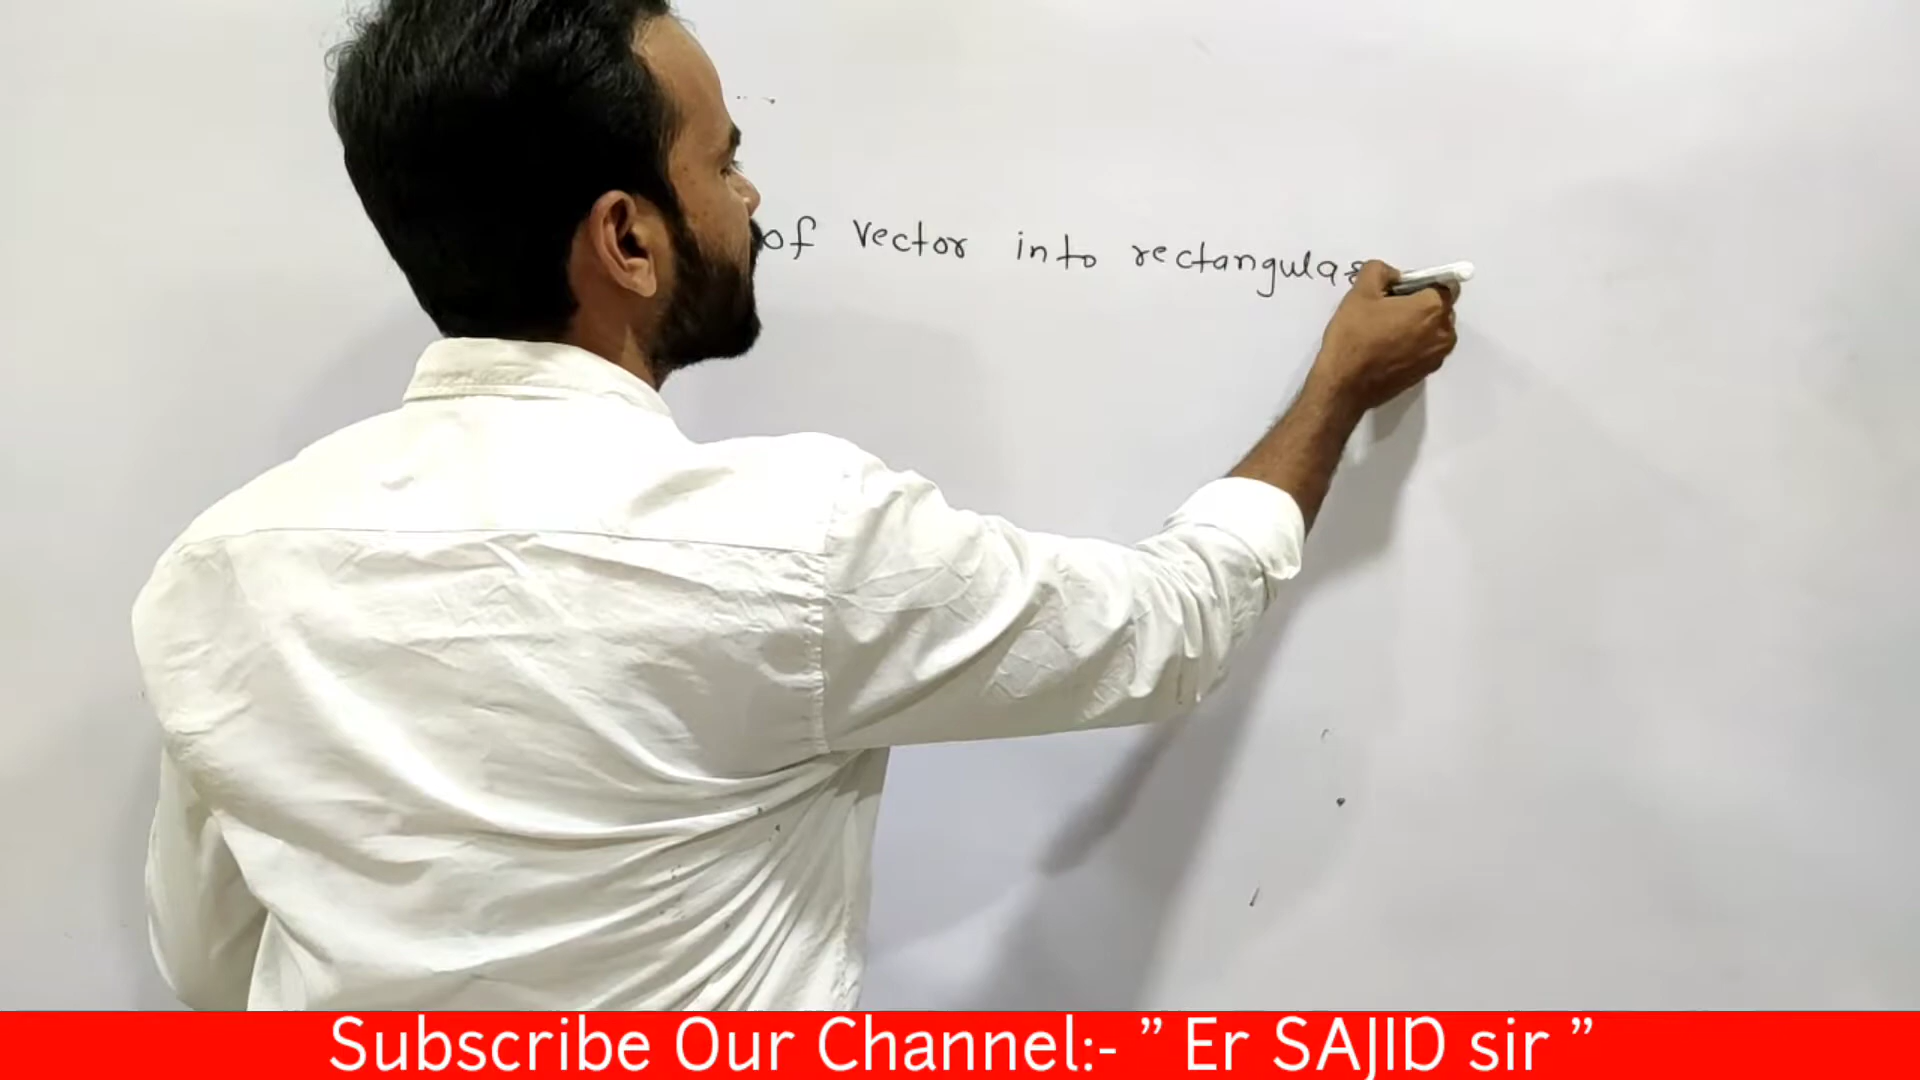 of vector into rectangular
Subscribe Our Channel:- ” Er SAJID sir ”